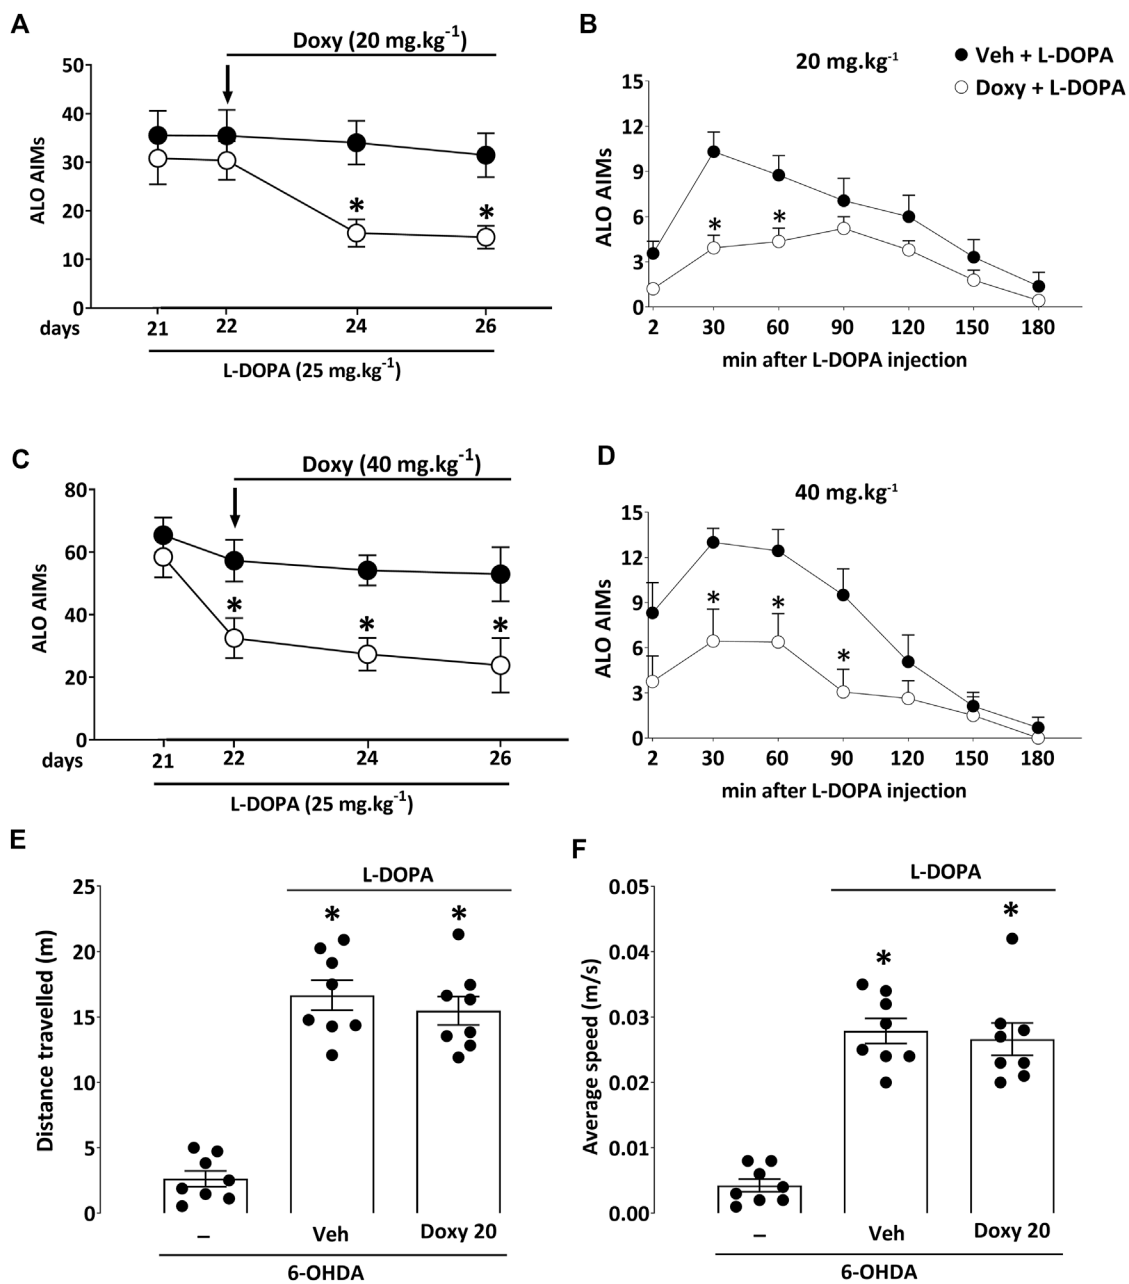 A
Doxy (20 mg.kg-1)
50
40
30
20
10
0
ALO AIMs
*
*
days
21
22
24
26
L-DOPA (25 mg.kg-1)
B
20 mg.kg-1
Veh + L-DOPA
Doxy + L-DOPA
15
12
9
6
3
0
ALO AIMs
*
*
2
30
60
90
120
150
180
min after L-DOPA injection
C
Doxy (40 mg.kg-1)
80
60
40
20
0
ALO AIMs
*
*
*
days
21
22
24
26
L-DOPA (25 mg.kg-1)
D
40 mg.kg-1
15
12
9
6
3
0
ALO AIMs
*
*
*
2
30
60
90
120
150
180
min after L-DOPA injection
E
L-DOPA
25
20
15
10
5
0
Distance travelled (m)
*
*
–
Veh
Doxy 20
6-OHDA
F
L-DOPA
0.05
0.04
0.03
0.02
0.01
0.00
Average speed (m/s)
*
*
–
Veh
Doxy 20
6-OHDA